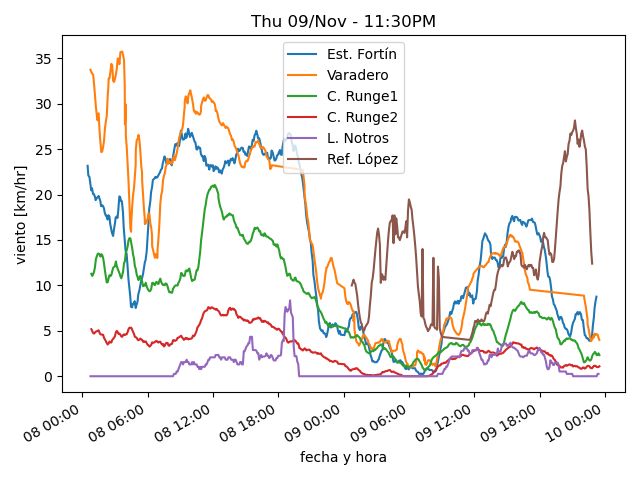 Thu 09/Nov - 11:30PM
viento [km/hr]
35
30
25
20
15
10
5
0
Est. Fortín
Varadero
C. Runge1
C. Runge2
L. Notros
Ref. López
08 00:00
08 06:00
08 12:00
08 18:00
09 00:00
09 06:00
09 12:00
09 18:00
10 00:00
fecha y hora